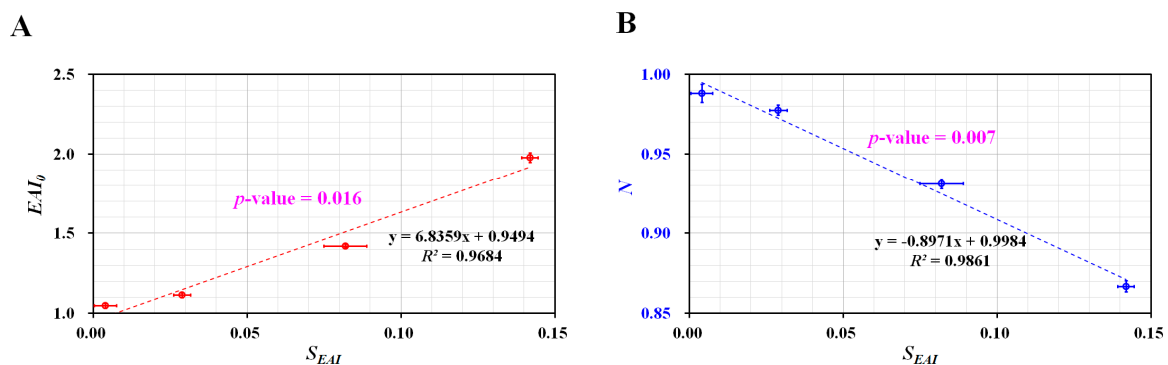 A
2.5
2.0
1.5
1.0
EAI0
p-value = 0.016
y = 6.8359x + 0.9494
R² = 0.9684
0.00
0.05
0.10
0.15
SEAI
B
1.00
0.95
0.90
0.85
N
p-value = 0.007
y = -0.8971x + 0.9984
R² = 0.9861
0.00
0.05
0.10
0.15
SEAI